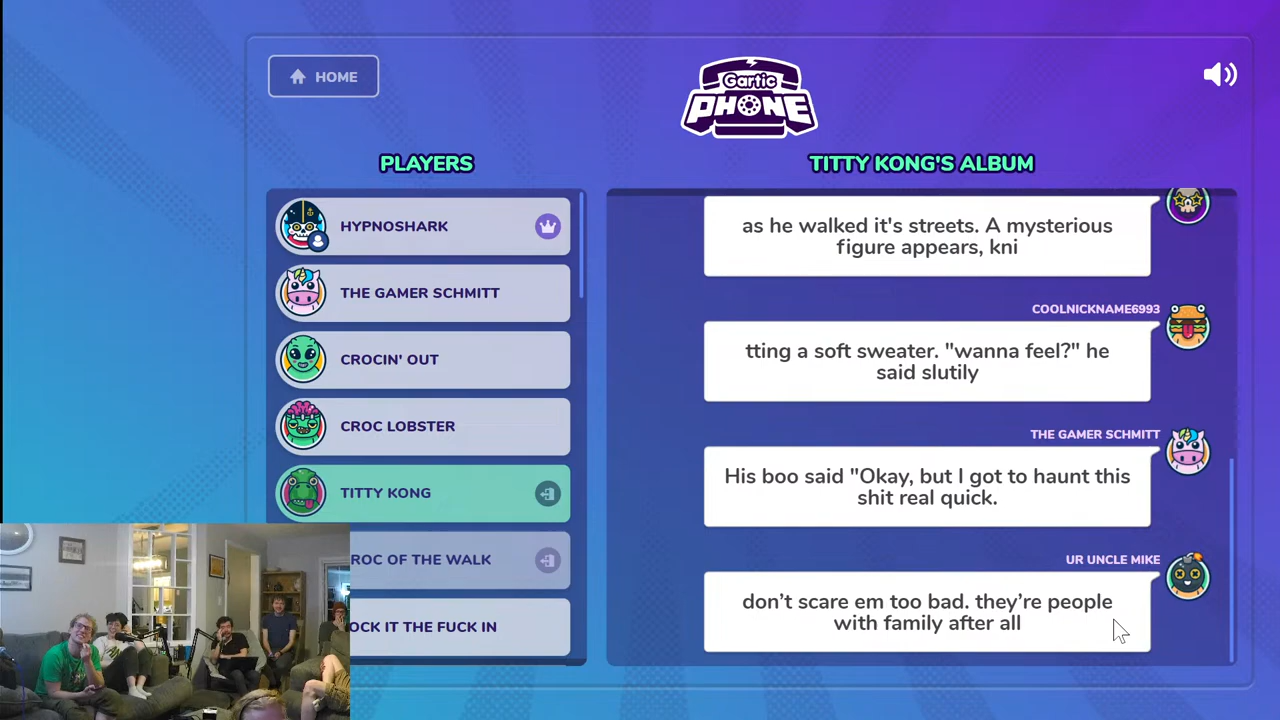 HOME
Gartic
PHONE
PLAYERS
HYPNOSHARK
THE GAMER SCHMITT
CROCIN' OUT
CROC LOBSTER
TITTY KONG
ROC OF THE WALK
OCK IT THE FUCK IN
TITTY KONG'S ALBUM
as he walked it's streets. A mysterious
figure appears, kni
COOLNICKNAME6993
tting a soft sweater. "wanna feel?" he
said slutily
THE GAMER SCHMITT
His boo said "Okay, but I got to haunt this
shit real quick.
UR UNCLE MIKE
don’t scare em too bad. they’re people
with family after all